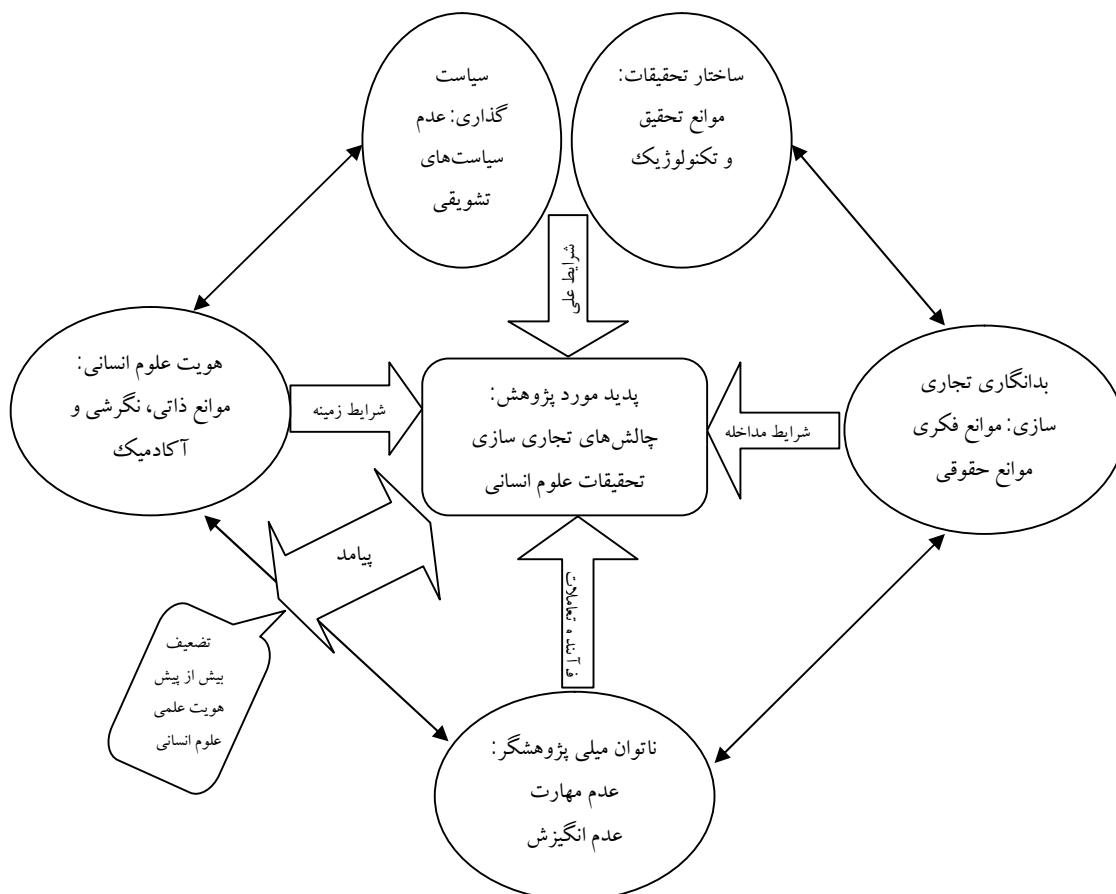 ساختار تحقیقات:
موانع تحقیق
و تکنولوژیک
سیاست
گذاری: عدم
سیاست‌های
تشویقی
شرایط علی
هویت علوم انسانی:
موانع ذاتی، نگرشی و
آکادمیک
شرایط زمینه
پدید مورد پژوهش:
چالش‌های تجاری سازی
تحقیقات علوم انسانی
شرایط مداخله
بدانگاری تجاری
سازی: موانع فکری
موانع حقوقی
پیامد
تضعیف
بیش از پیش
هویت علمی
علوم انسانی
فرآیند و تعاملات
ناتوان میلی پژوهشگر:
عدم مهارت
عدم انگیزش